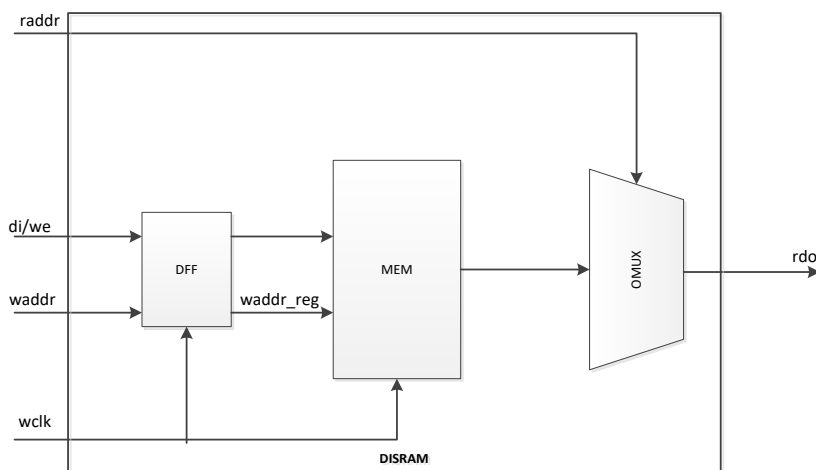 raddr
di/we
DFF
MEM
OMUX
rdo
waddr
waddr_reg
wclk
DISRAM